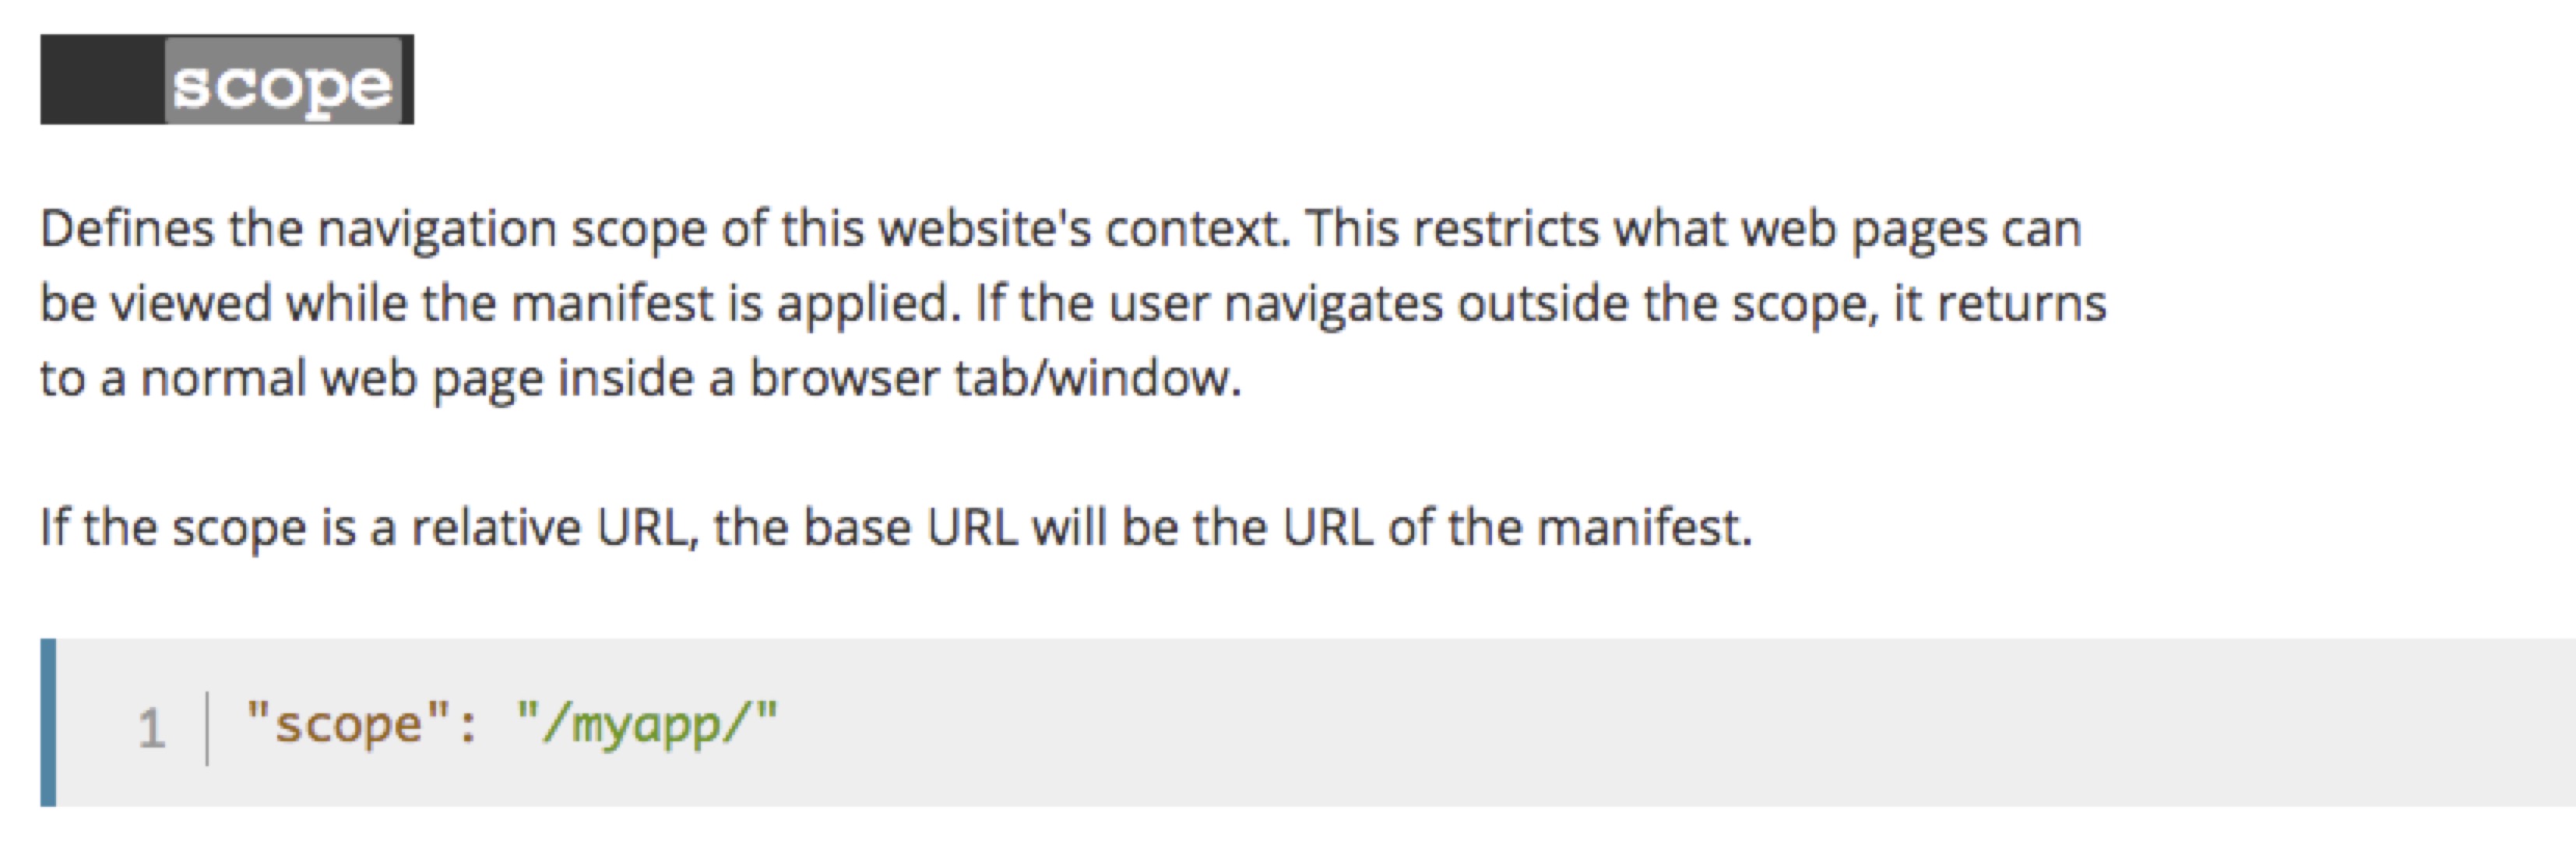 scope
Defines the navigation scope of this website's context. This restricts what web pages can
be viewed while the manifest is applied. If the user navigates outside the scope, it returns
to a normal web page inside a browser tab/window.
If the scope is a relative URL, the base URL will be the URL of the manifest.
1 "scope": "/myapp/"